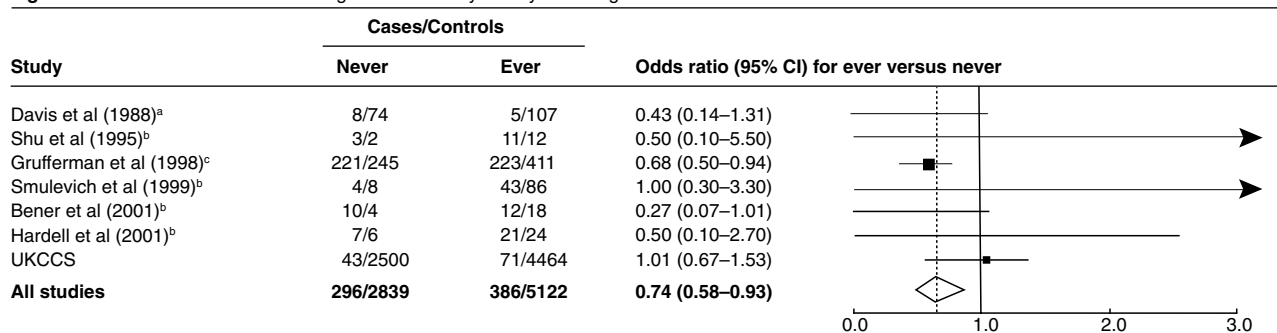 Cases/Controls
Study Never Ever Odds ratio (95% CI) for ever versus never
Davis et al (1988)ᵃ 8/74 5/107 0.43 (0.14–1.31)
Shu et al (1995)ᵇ 3/2 11/12 0.50 (0.10–5.50)
Grufferman et al (1998)ᶜ 221/245 223/411 0.68 (0.50–0.94)
Smulevich et al (1999)ᵇ 4/8 43/86 1.00 (0.30–3.30)
Bener et al (2001)ᵇ 10/4 12/18 0.27 (0.07–1.01)
Hardell et al (2001)ᵇ 7/6 21/24 0.50 (0.10–2.70)
UKCCS 43/2500 71/4464 1.01 (0.67–1.53)
All studies 296/2839 386/5122 0.74 (0.58–0.93)
0.0 1.0 2.0 3.0